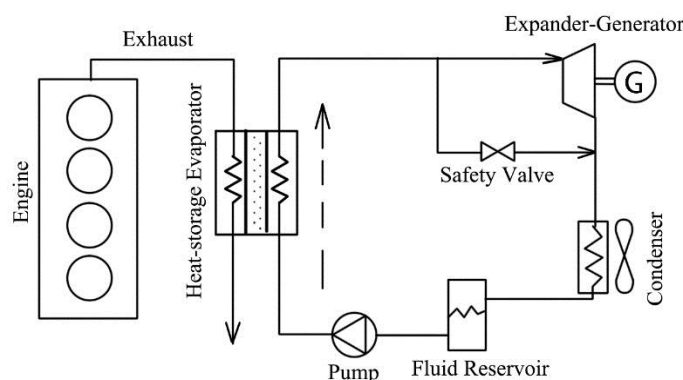 Expander-Generator
Exhaust
G
Engine
Heat-storage Evaporator
Safety Valve
Condenser
Fluid Reservoir
Pump